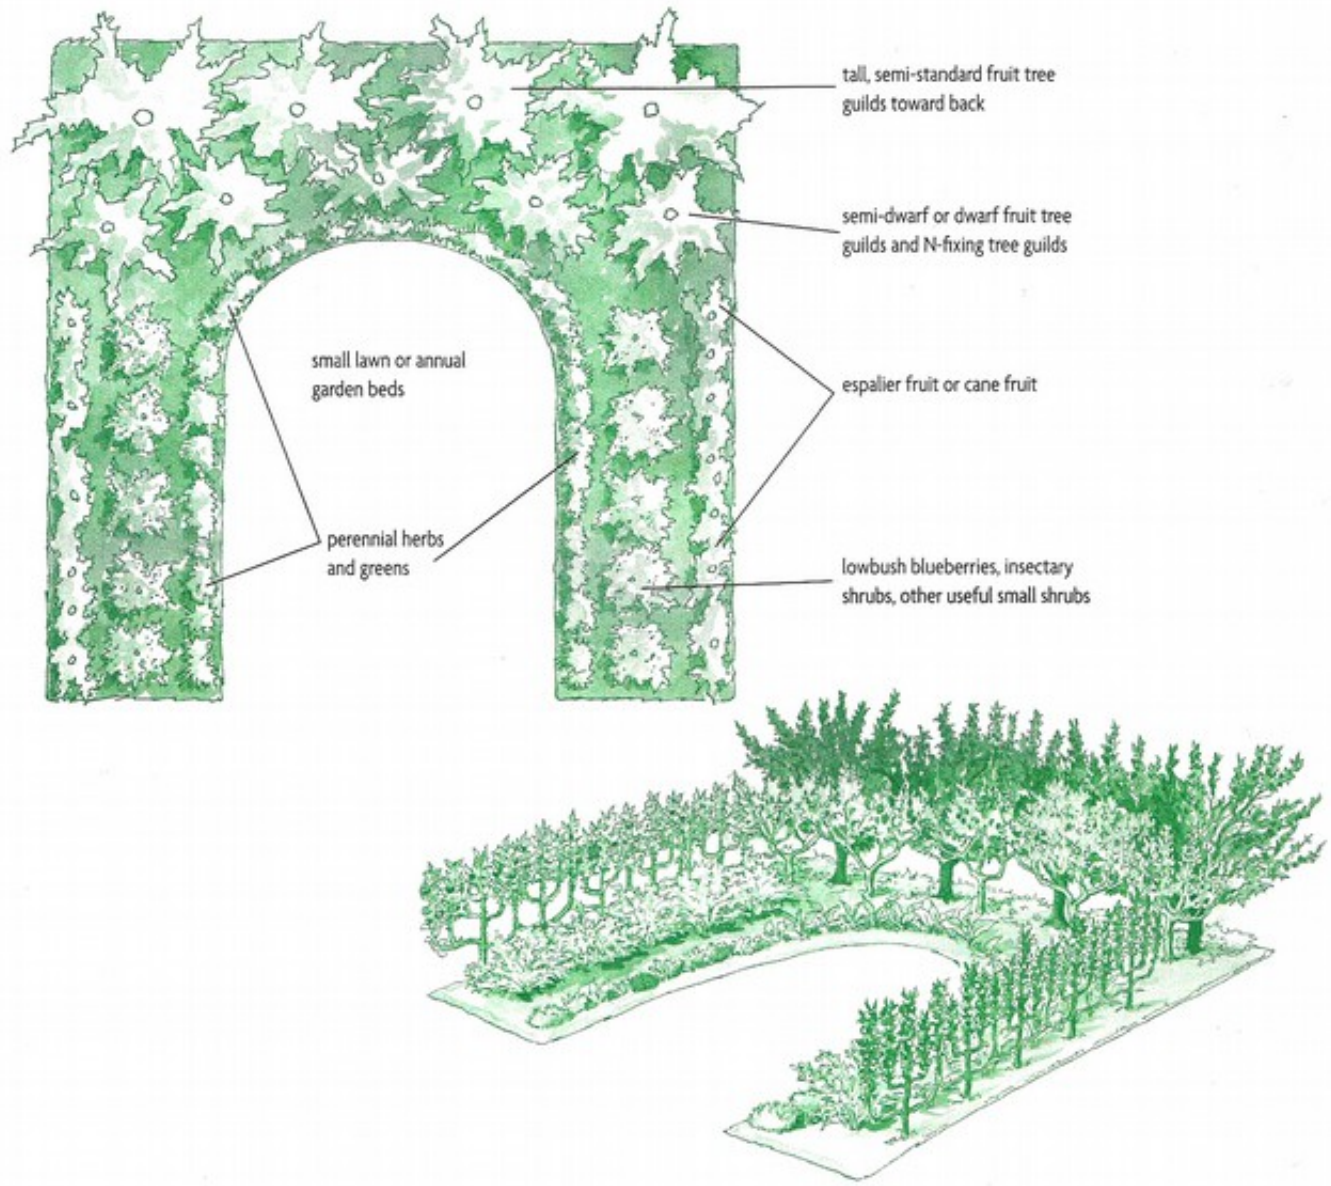 tall, semi-standard fruit tree
guilds toward back
semi-dwarf or dwarf fruit tree
guilds and N-fixing tree guilds
small lawn or annual
garden beds
espalier fruit or cane fruit
perennial herbs
and greens
lowbush blueberries, insectary
shrubs, other useful small shrubs